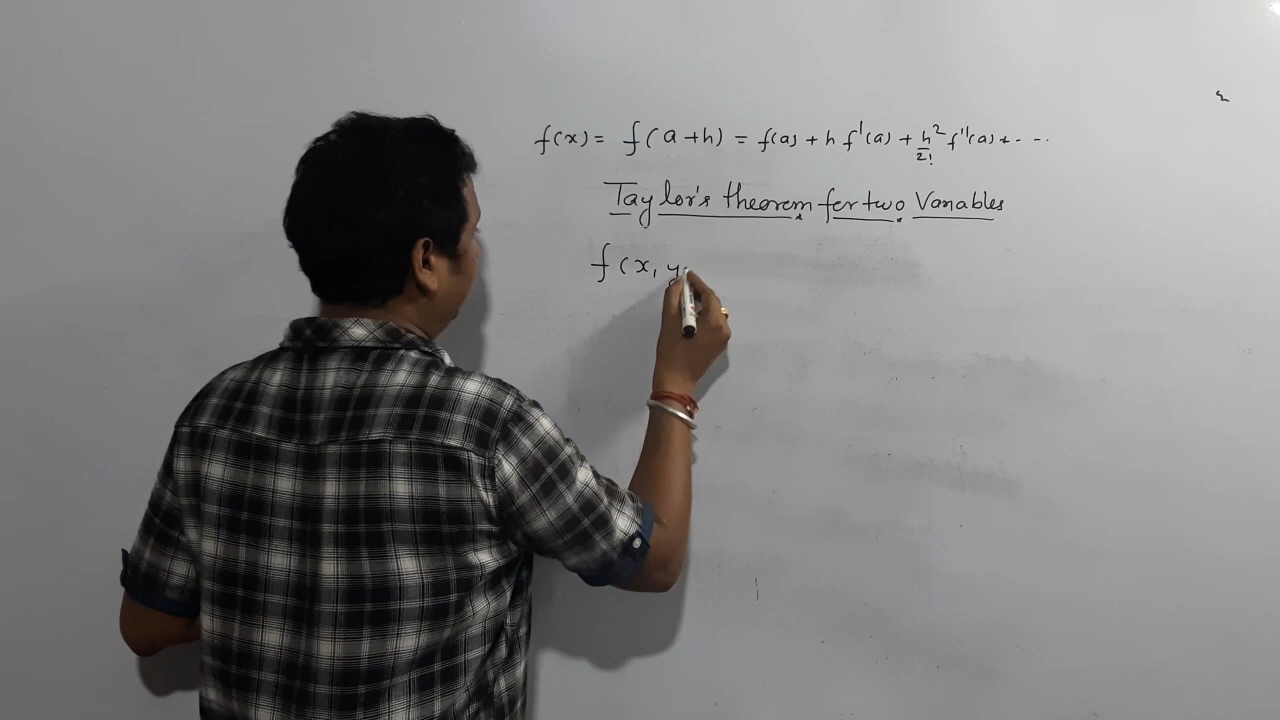 f(x) = f(a+h) = f(a) + h f'(a) + h²/2! f''(a) + - --
Taylor's theorem for two Variables
f(x, y